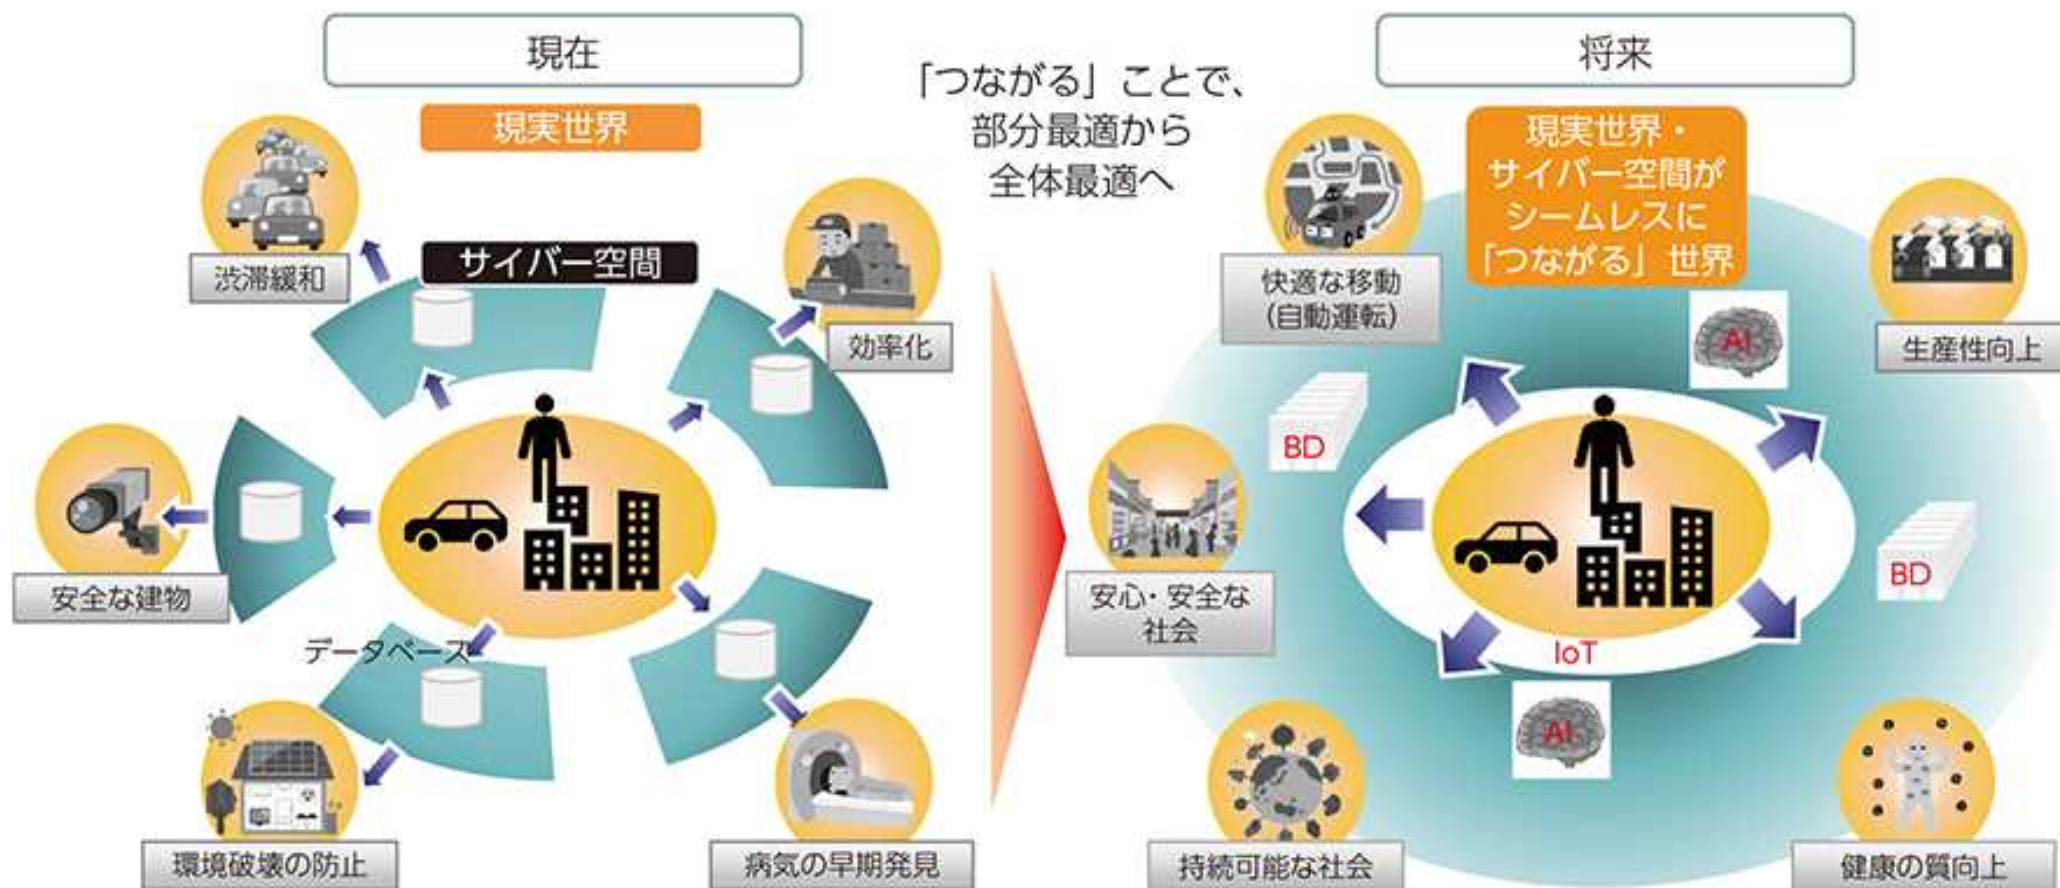 現在
現実世界
サイバー空間
渋滞緩和
効率化
安全な建物
データベース
環境破壊の防止
病気の早期発見
「つながる」ことで、
部分最適から
全体最適へ
将来
現実世界・
サイバー空間が
シームレスに
「つながる」世界
快適な移動
(自動運転)
AI
生産性向上
BD
安心・安全な
社会
BD
IoT
AI
持続可能な社会
健康の質向上